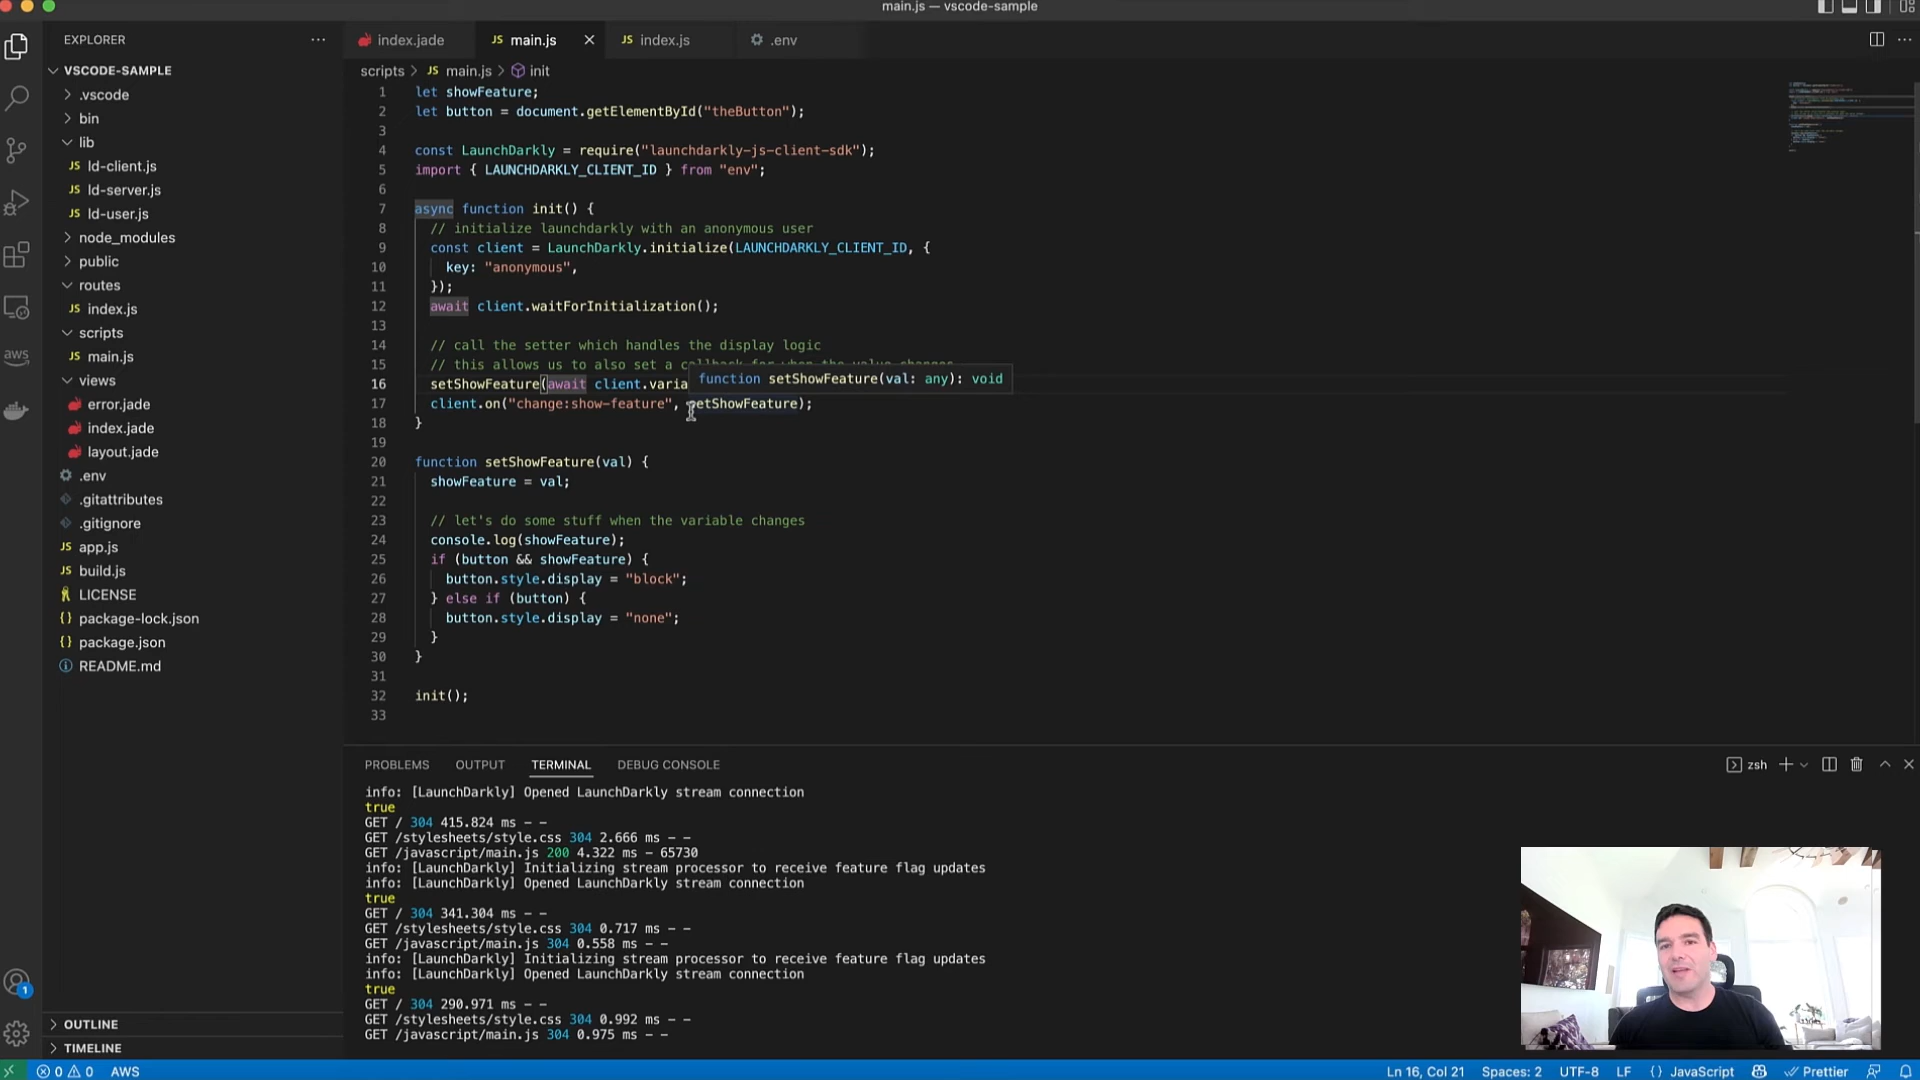 main.js — vscode-sample
EXPLORER
index.jade
JS main.js
JS index.js
.env
VSCODE-SAMPLE
scripts > JS main.js > init
.vscode
bin
lib
JS ld-client.js
JS ld-server.js
JS ld-user.js
node_modules
public
routes
JS index.js
scripts
JS main.js
views
error.jade
index.jade
layout.jade
.env
.gitattributes
.gitignore
JS app.js
JS build.js
LICENSE
{} package-lock.json
{} package.json
README.md
OUTLINE
TIMELINE
aws
1
1 let showFeature;
2 let button = document.getElementById("theButton");
3
4 const LaunchDarkly = require("launchdarkly-js-client-sdk");
5 import { LAUNCHDARKLY_CLIENT_ID } from "env";
6
7 async function init() {
8 // initialize launchdarkly with an anonymous user
9 const client = LaunchDarkly.initialize(LAUNCHDARKLY_CLIENT_ID, {
10 key: "anonymous",
11 });
12 await client.waitForInitialization();
13
14 // call the setter which handles the display logic
15 // this allows us to also set a callback for when the value changes
16 setShowFeature(await client.varia
function setShowFeature(val: any): void
17 client.on("change:show-feature", setShowFeature);
18 }
19
20 function setShowFeature(val) {
21 showFeature = val;
22
23 // let's do some stuff when the variable changes
24 console.log(showFeature);
25 if (button && showFeature) {
26 button.style.display = "block";
27 } else if (button) {
28 button.style.display = "none";
29 }
30 }
31
32 init();
33
PROBLEMS OUTPUT TERMINAL DEBUG CONSOLE
zsh
info: [LaunchDarkly] Opened LaunchDarkly stream connection
true
GET / 304 415.824 ms - -
GET /stylesheets/style.css 304 2.666 ms - -
GET /javascript/main.js 200 4.322 ms - 65730
info: [LaunchDarkly] Initializing stream processor to receive feature flag updates
info: [LaunchDarkly] Opened LaunchDarkly stream connection
true
GET / 304 341.304 ms - -
GET /stylesheets/style.css 304 0.717 ms - -
GET /javascript/main.js 304 0.558 ms - -
info: [LaunchDarkly] Initializing stream processor to receive feature flag updates
info: [LaunchDarkly] Opened LaunchDarkly stream connection
true
GET / 304 290.971 ms - -
GET /stylesheets/style.css 304 0.992 ms - -
GET /javascript/main.js 304 0.975 ms - -
0 0 AWS
Ln 16, Col 21 Spaces: 2 UTF-8 LF {} JavaScript Prettier